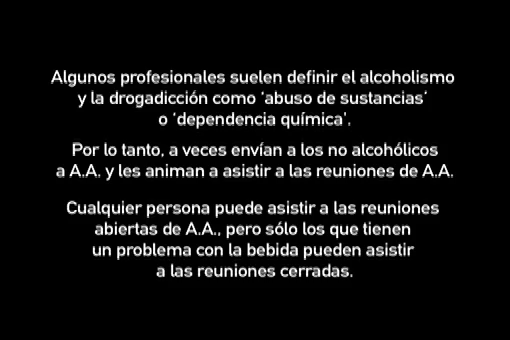 Algunos profesionales suelen definir el alcoholismo
y la drogadicción como 'abuso de sustancias'
o 'dependencia química'.
Por lo tanto, a veces envían a los no alcohólicos
a A.A. y les animan a asistir a las reuniones de A.A.
Cualquier persona puede asistir a las reuniones
abiertas de A.A., pero sólo los que tienen
un problema con la bebida pueden asistir
a las reuniones cerradas.